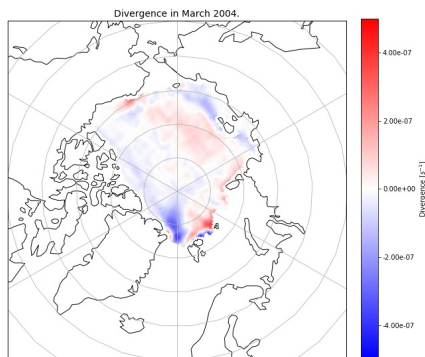 Divergence in March 2004.
4.00e-07
2.00e-07
0.00e+00
-2.00e-07
-4.00e-07
Divergence [s⁻¹]